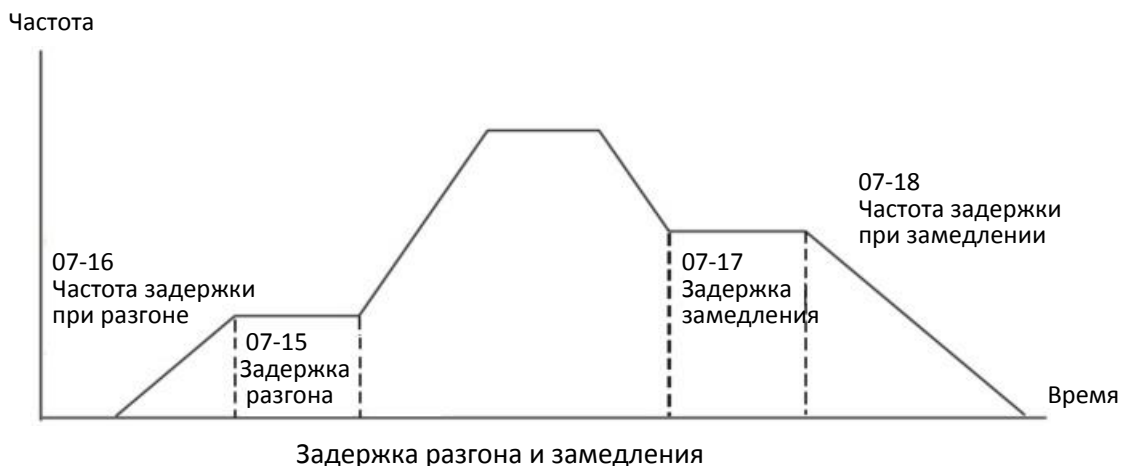 Частота
07-18
Частота задержки
при замедлении
07-16
Частота задержки
при разгоне
07-17
Задержка
замедления
07-15
Задержка
разгона
Время
Задержка разгона и замедления